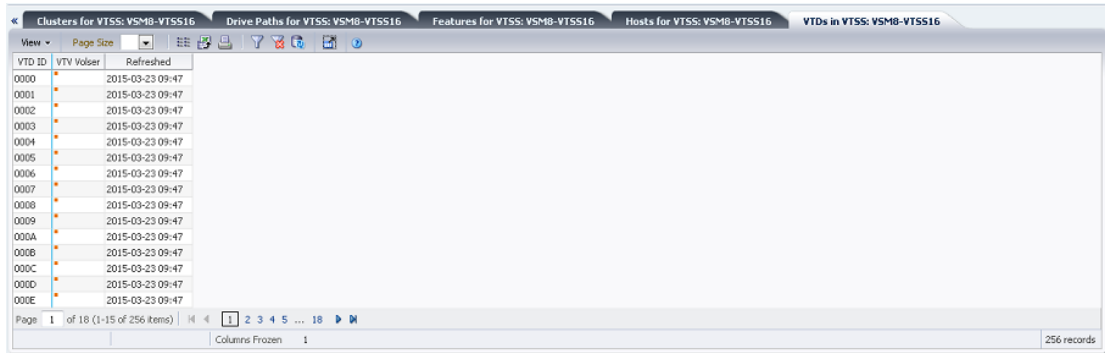 « Clusters for VTSS: VSM8-VTSS16 Drive Paths for VTSS: VSM8-VTSS16 Features for VTSS: VSM8-VTSS16 Hosts for VTSS: VSM8-VTSS16 VTDs in VTSS: VSM8-VTSS16
View Page Size
VTD ID VTV Volser Refreshed
0000 2015-03-23 09:47
0001 2015-03-23 09:47
0002 2015-03-23 09:47
0003 2015-03-23 09:47
0004 2015-03-23 09:47
0005 2015-03-23 09:47
0006 2015-03-23 09:47
0007 2015-03-23 09:47
0008 2015-03-23 09:47
0009 2015-03-23 09:47
000A 2015-03-23 09:47
000B 2015-03-23 09:47
000C 2015-03-23 09:47
000D 2015-03-23 09:47
000E 2015-03-23 09:47
Page 1 of 18 (1-15 of 256 items) 1 2 3 4 5 ... 18
Columns Frozen 1 256 records